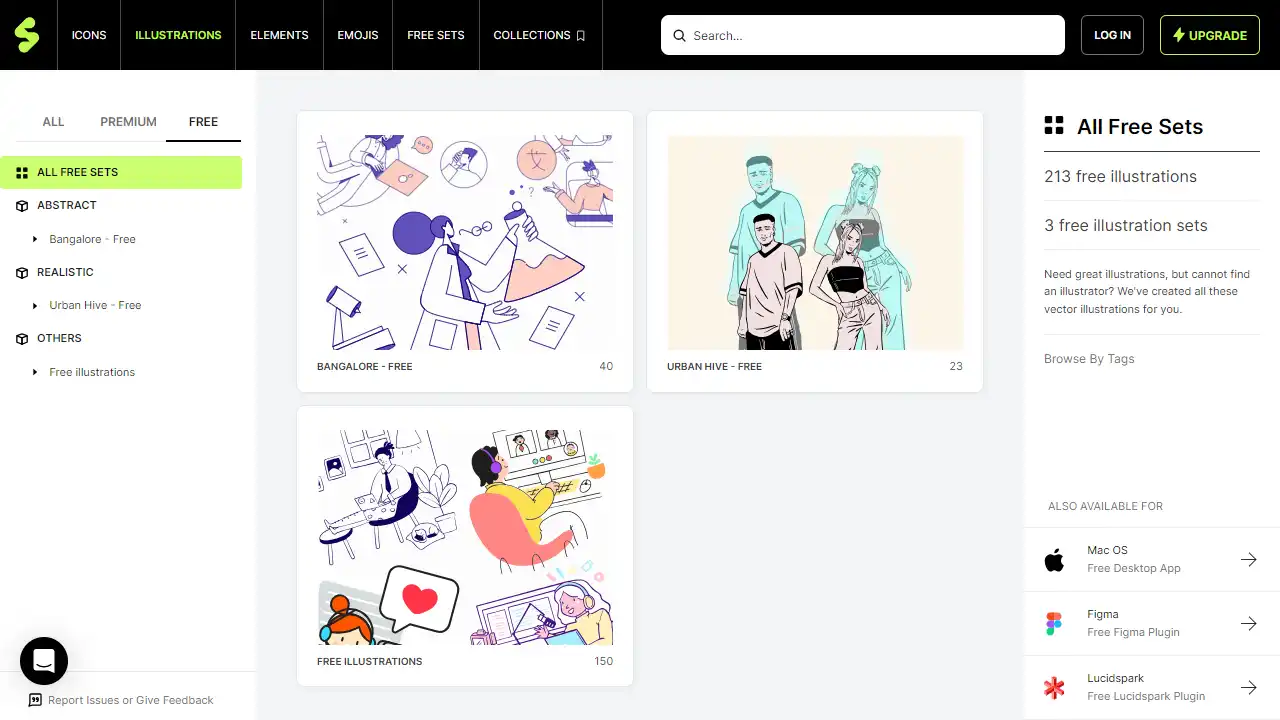 ICONS
ILLUSTRATIONS
ELEMENTS
EMOJIS
FREE SETS
COLLECTIONS
Search...
LOG IN
UPGRADE
ALL
PREMIUM
FREE
ALL FREE SETS
ABSTRACT
Bangalore - Free
REALISTIC
Urban Hive - Free
OTHERS
Free illustrations
Report Issues or Give Feedback
BANGALORE - FREE
40
URBAN HIVE - FREE
23
FREE ILLUSTRATIONS
150
All Free Sets
213 free illustrations
3 free illustration sets
Need great illustrations, but cannot find
an illustrator? We've created all these
vector illustrations for you.
Browse By Tags
ALSO AVAILABLE FOR
Mac OS
Free Desktop App
Figma
Free Figma Plugin
Lucidspark
Free Lucidspark Plugin